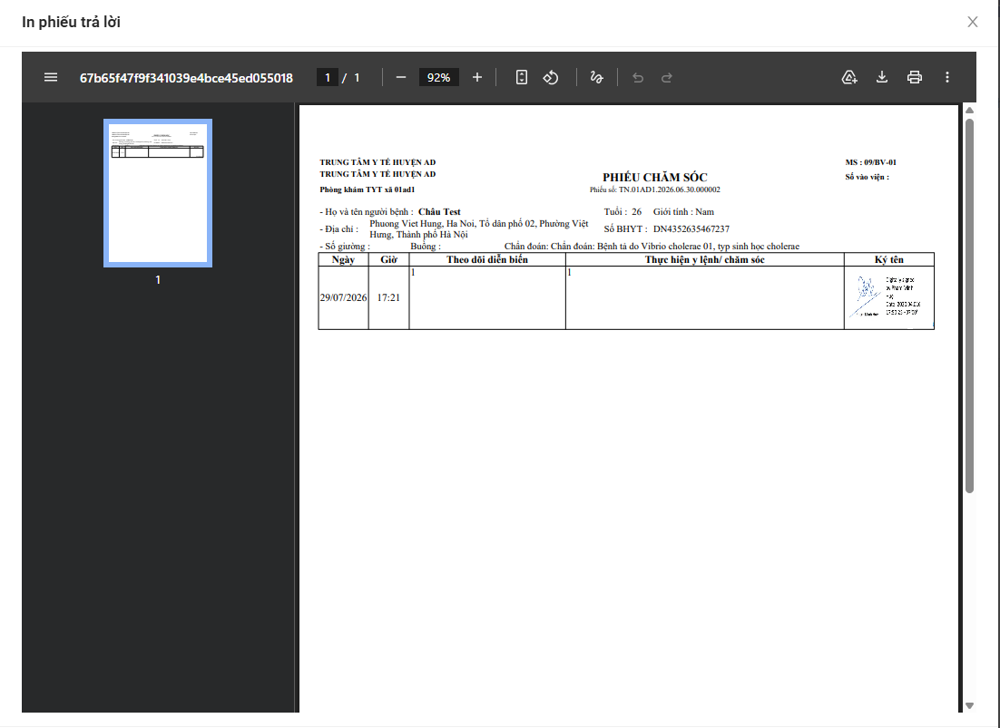 In phiếu trả lời
67b65f47f9f341039e4bce45ed055018
1 / 1
92%
1
TRUNG TÂM Y TẾ HUYỆN AD
TRUNG TÂM Y TẾ HUYỆN AD
Phòng khám TYT xã 01ad1
PHIẾU CHĂM SÓC
Phiếu số: TN.01AD1.2026.06.30.000002
MS : 09/BV-01
Số vào viện :
- Họ và tên người bệnh : Châu Test Tuổi : 26 Giới tính : Nam
- Địa chỉ : Phuong Viet Hung, Ha Noi, Tổ dân phố 02, Phường Việt Hưng, Thành phố Hà Nội Số BHYT : DN4352635467237
- Số giường : Buồng : Chẩn đoán: Chẩn đoán: Bệnh tả do Vibrio cholerae 01, typ sinh học cholerae
Ngày Giờ Theo dõi diễn biến Thực hiện y lệnh/ chăm sóc Ký tên
29/07/2026 17:21 1 1
by Pham Minh